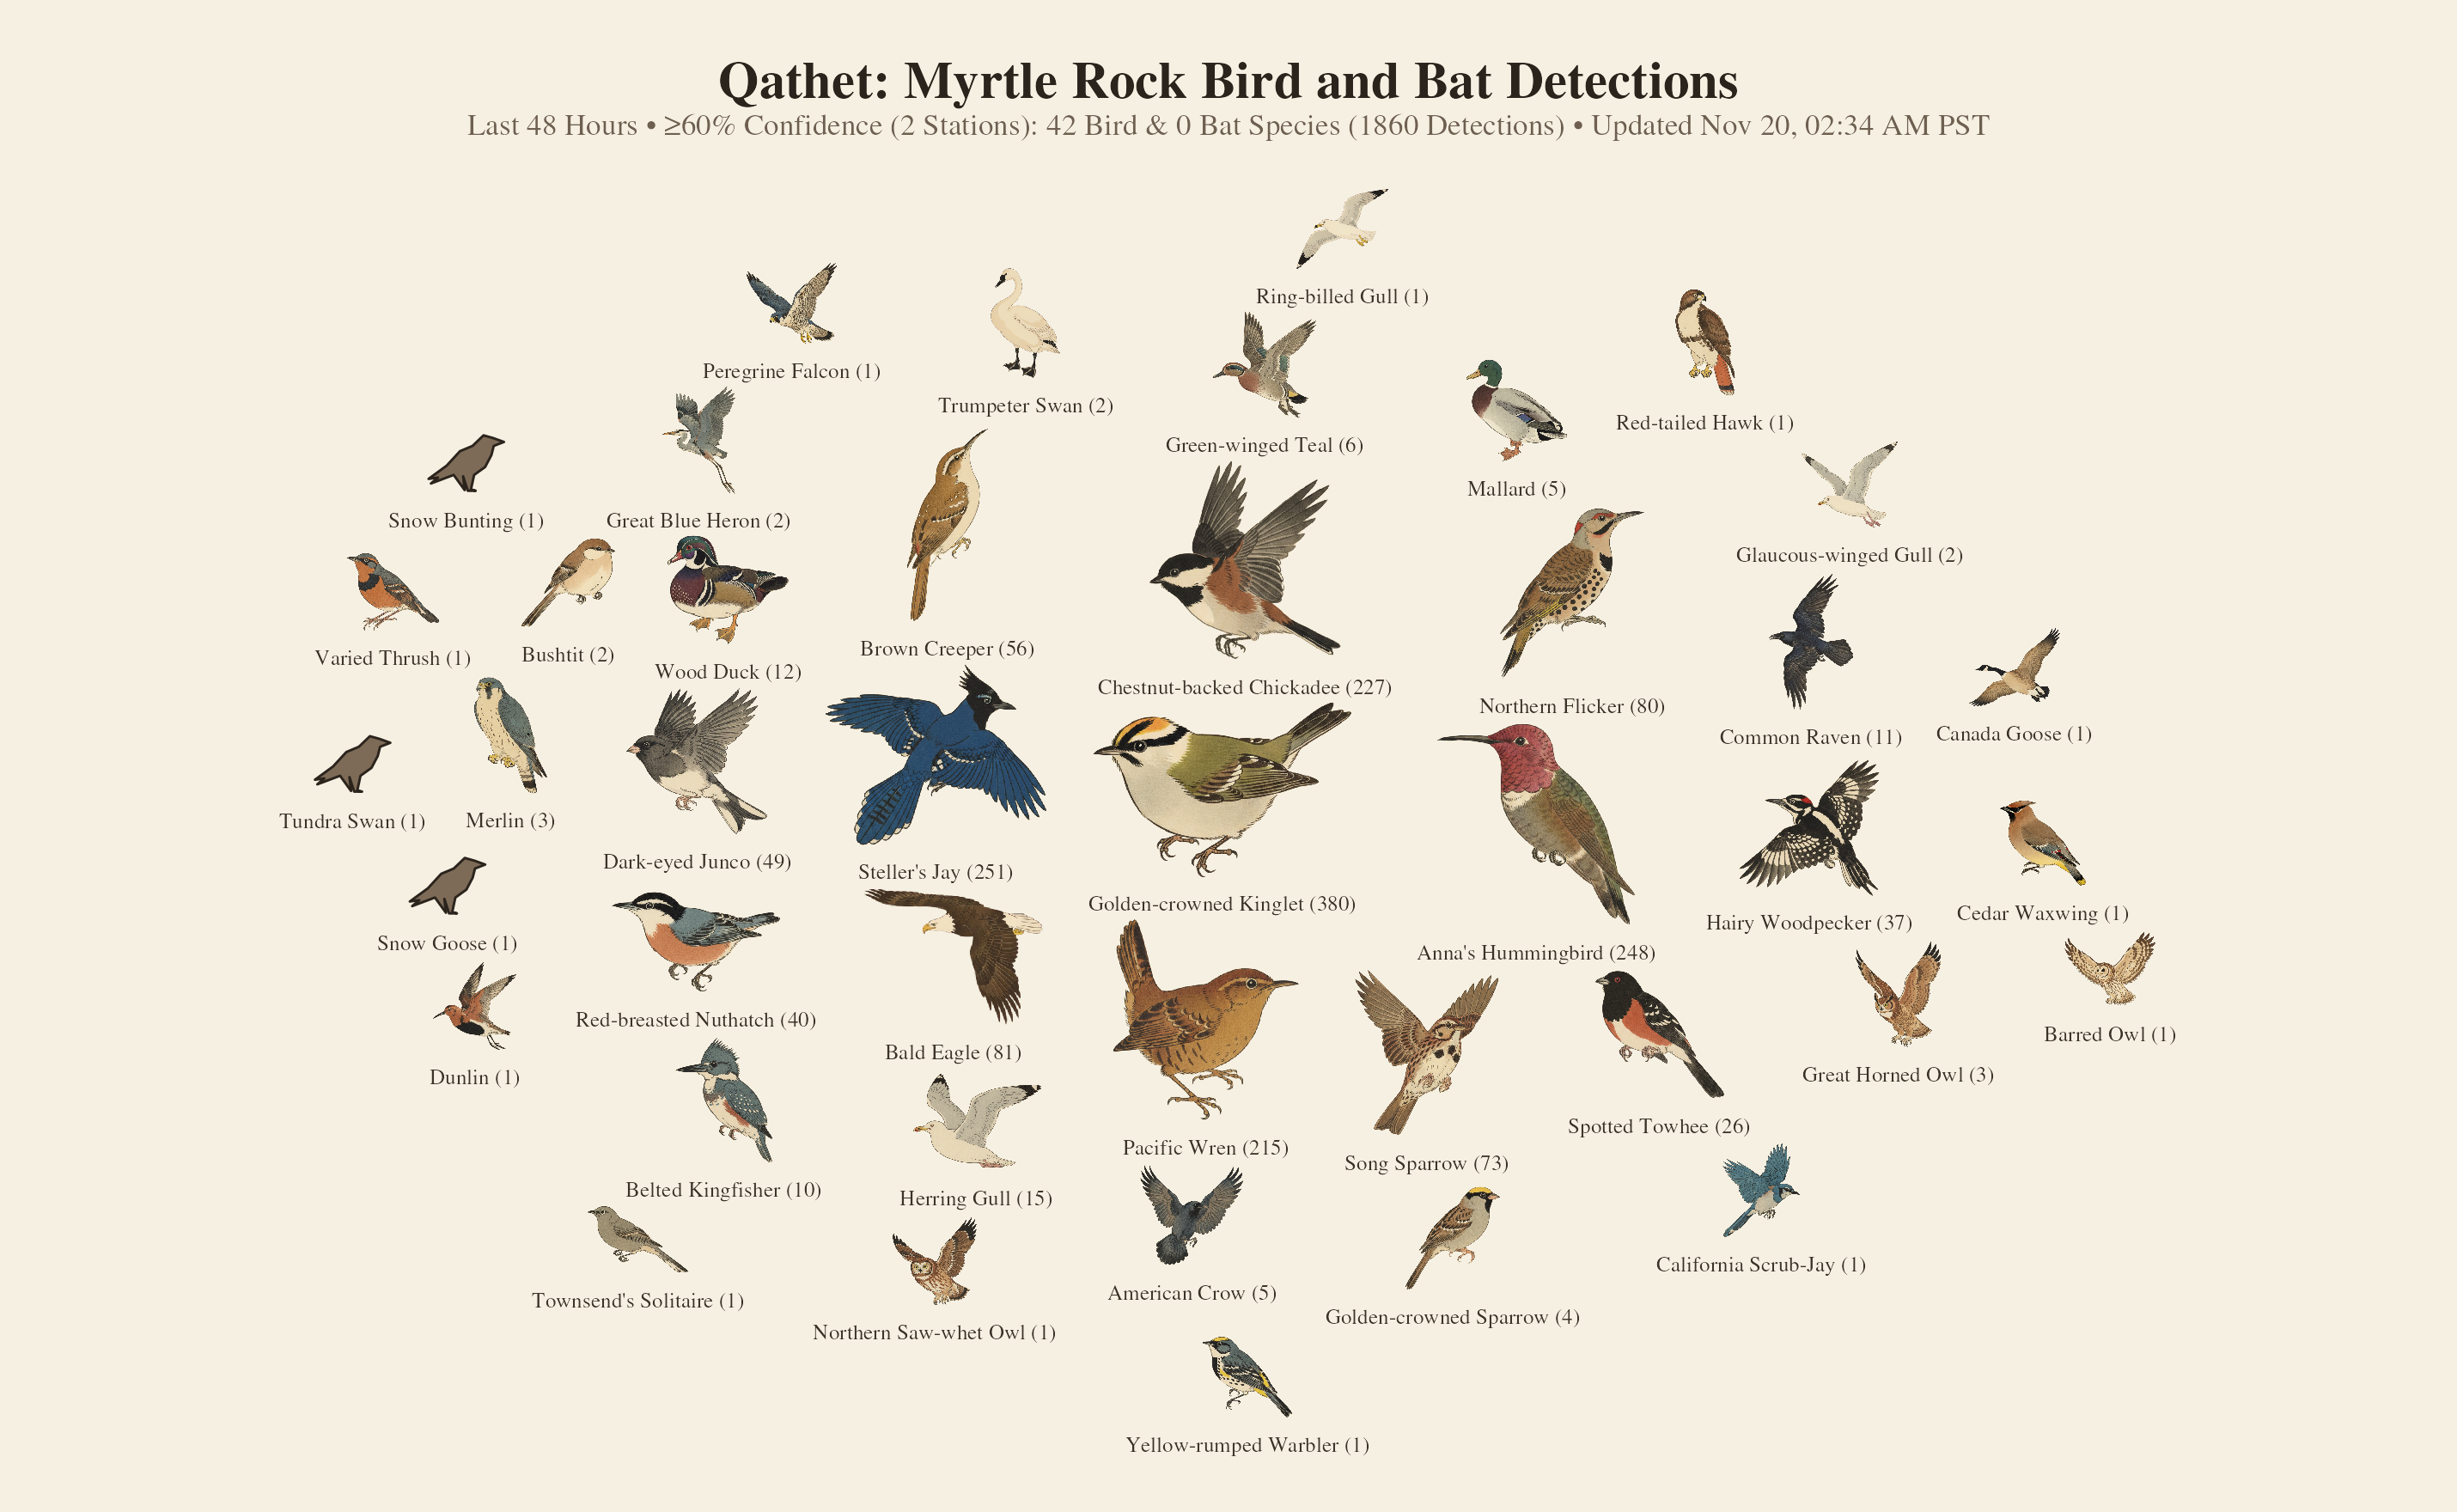 Qathet: Myrtle Rock Bird and Bat Detections
Last 48 Hours • ≥60% Confidence (2 Stations): 42 Bird & 0 Bat Species (1860 Detections) • Updated Nov 20, 02:34 AM PST
Ring-billed Gull (1)
Peregrine Falcon (1)
Trumpeter Swan (2)
Red-tailed Hawk (1)
Green-winged Teal (6)
Mallard (5)
Snow Bunting (1)
Great Blue Heron (2)
Glaucous-winged Gull (2)
Brown Creeper (56)
Bushtit (2)
Varied Thrush (1)
Wood Duck (12)
Chestnut-backed Chickadee (227)
Northern Flicker (80)
Canada Goose (1)
Common Raven (11)
Merlin (3)
Tundra Swan (1)
Dark-eyed Junco (49)
Steller's Jay (251)
Golden-crowned Kinglet (380)
Cedar Waxwing (1)
Hairy Woodpecker (37)
Snow Goose (1)
Anna's Hummingbird (248)
Red-breasted Nuthatch (40)
Barred Owl (1)
Bald Eagle (81)
Great Horned Owl (3)
Dunlin (1)
Spotted Towhee (26)
Pacific Wren (215)
Song Sparrow (73)
Belted Kingfisher (10)
Herring Gull (15)
California Scrub-Jay (1)
American Crow (5)
Townsend's Solitaire (1)
Golden-crowned Sparrow (4)
Northern Saw-whet Owl (1)
Yellow-rumped Warbler (1)